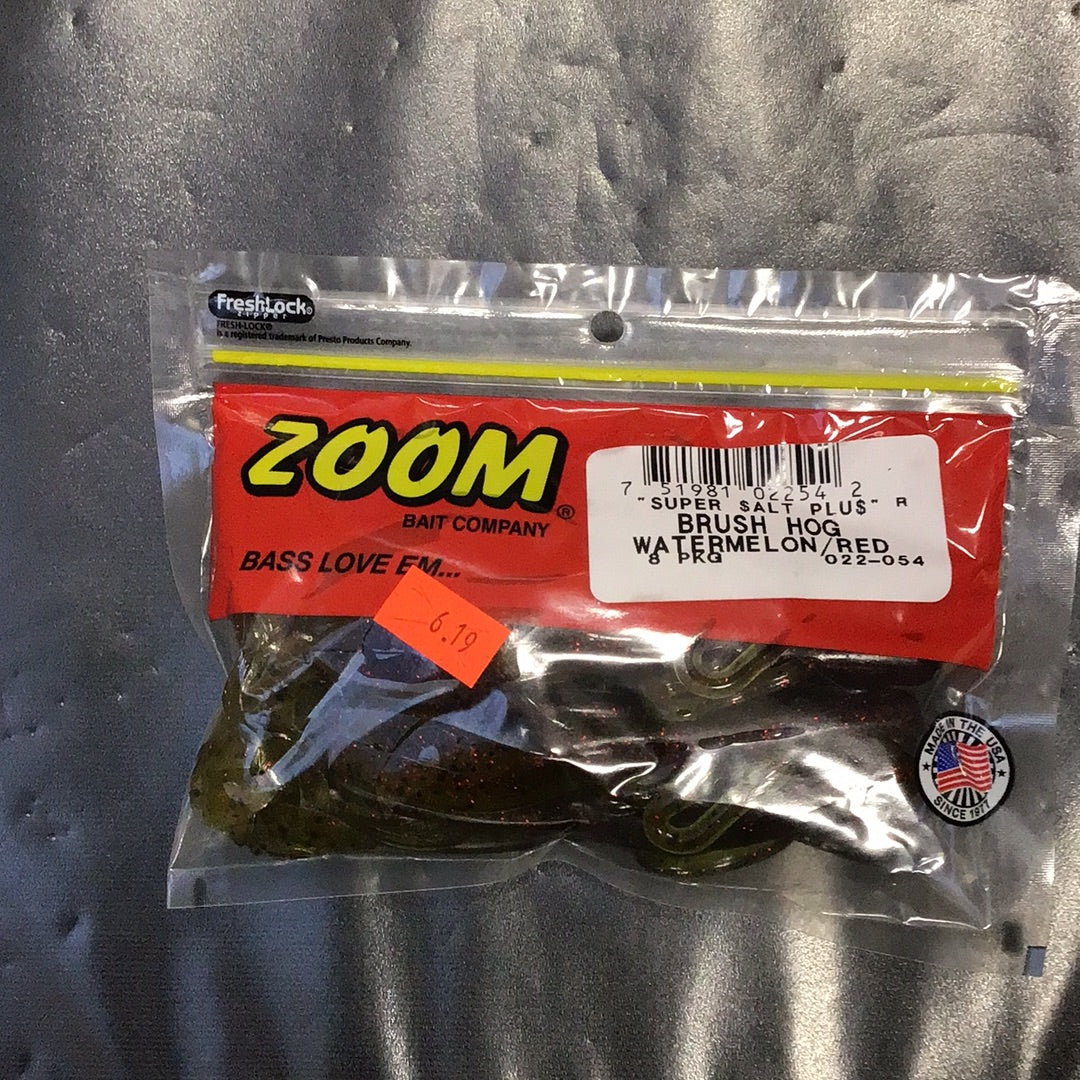 FreshLock®
zipper
FRESH-LOCK®
is a registered trademark of Presto Products Company.
ZOOM®
BAIT COMPANY
BASS LOVE EM...
7 51981 02254 2
"SUPER $ALT PLU$" R
BRUSH HOG
WATERMELON/RED
8 PKG 022-054
6.19
MADE IN THE USA
SINCE 1977